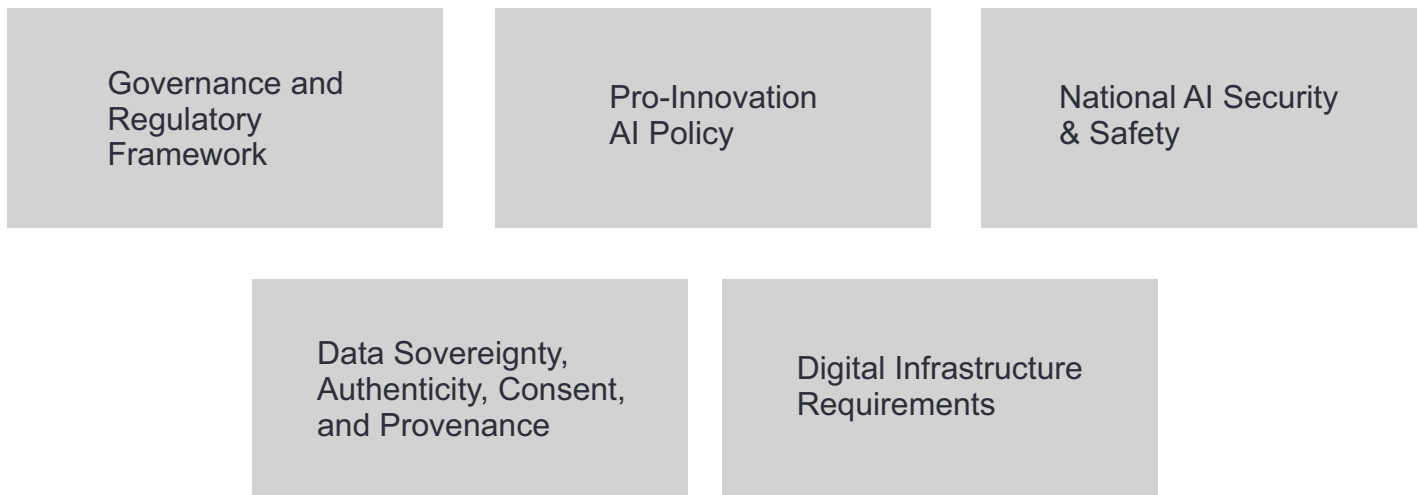 Governance and
Regulatory
Framework
Pro-Innovation
AI Policy
National AI Security
& Safety
Data Sovereignty,
Authenticity, Consent,
and Provenance
Digital Infrastructure
Requirements